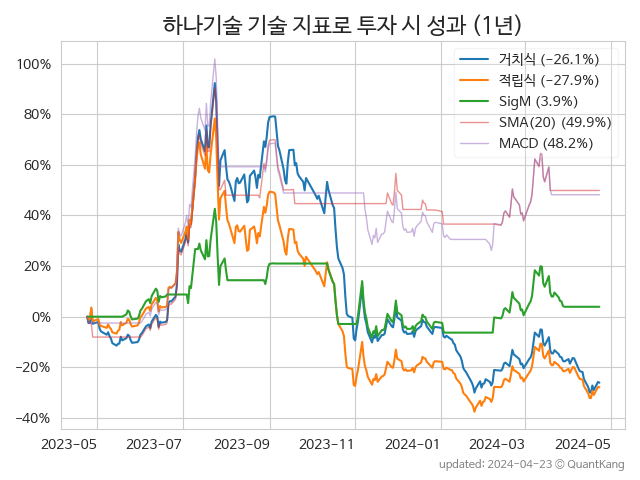 하나기술 기술 지표로 투자 시 성과 (1년)
거치식 (−26.1%)
적립식 (−27.9%)
SigM (3.9%)
SMA(20) (49.9%)
MACD (48.2%)
100%
80%
60%
40%
20%
0%
−20%
−40%
2023-05 2023-07 2023-09 2023-11 2024-01 2024-03 2024-05
updated: 2024-04-23 © QuantKang